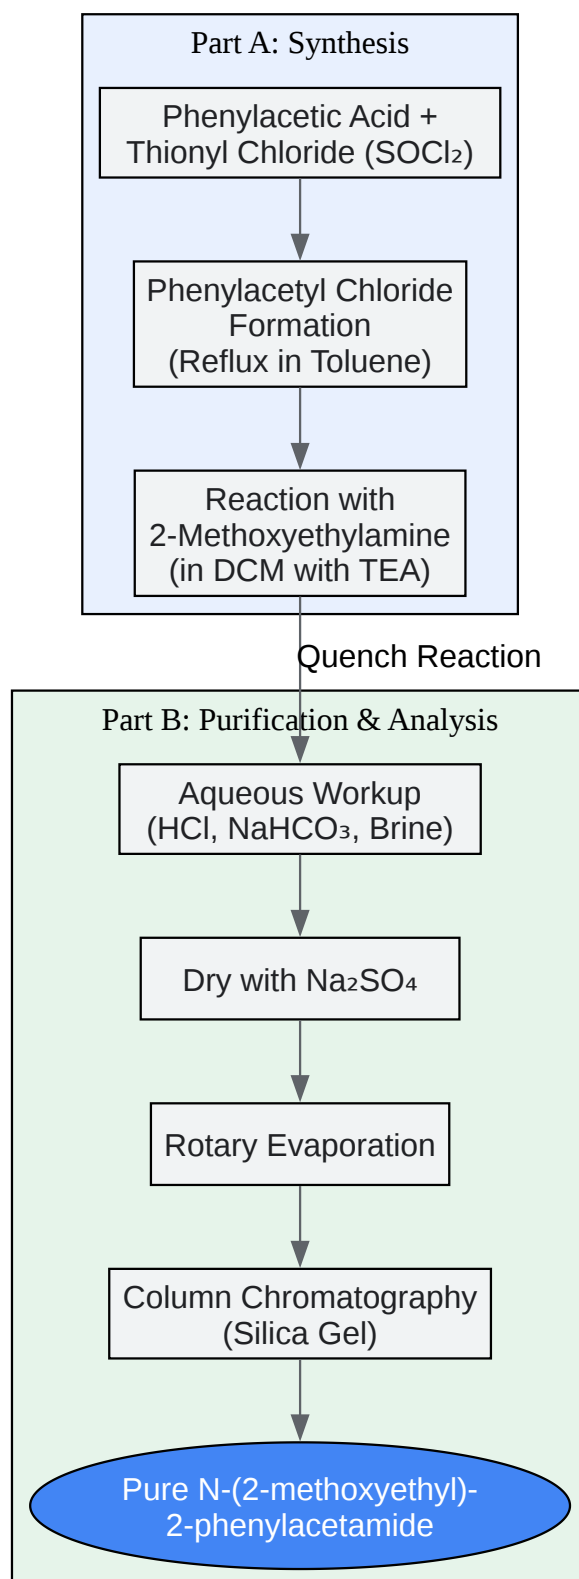 Part A: Synthesis
Phenylacetic Acid +
Thionyl Chloride (SOCl₂)
Phenylacetyl Chloride
Formation
(Reflux in Toluene)
Reaction with
2-Methoxyethylamine
(in DCM with TEA)
Quench Reaction
Part B: Purification & Analysis
Aqueous Workup
(HCl, NaHCO₃, Brine)
Dry with Na₂SO₄
Rotary Evaporation
Column Chromatography
(Silica Gel)
Pure N-(2-methoxyethyl)-
2-phenylacetamide